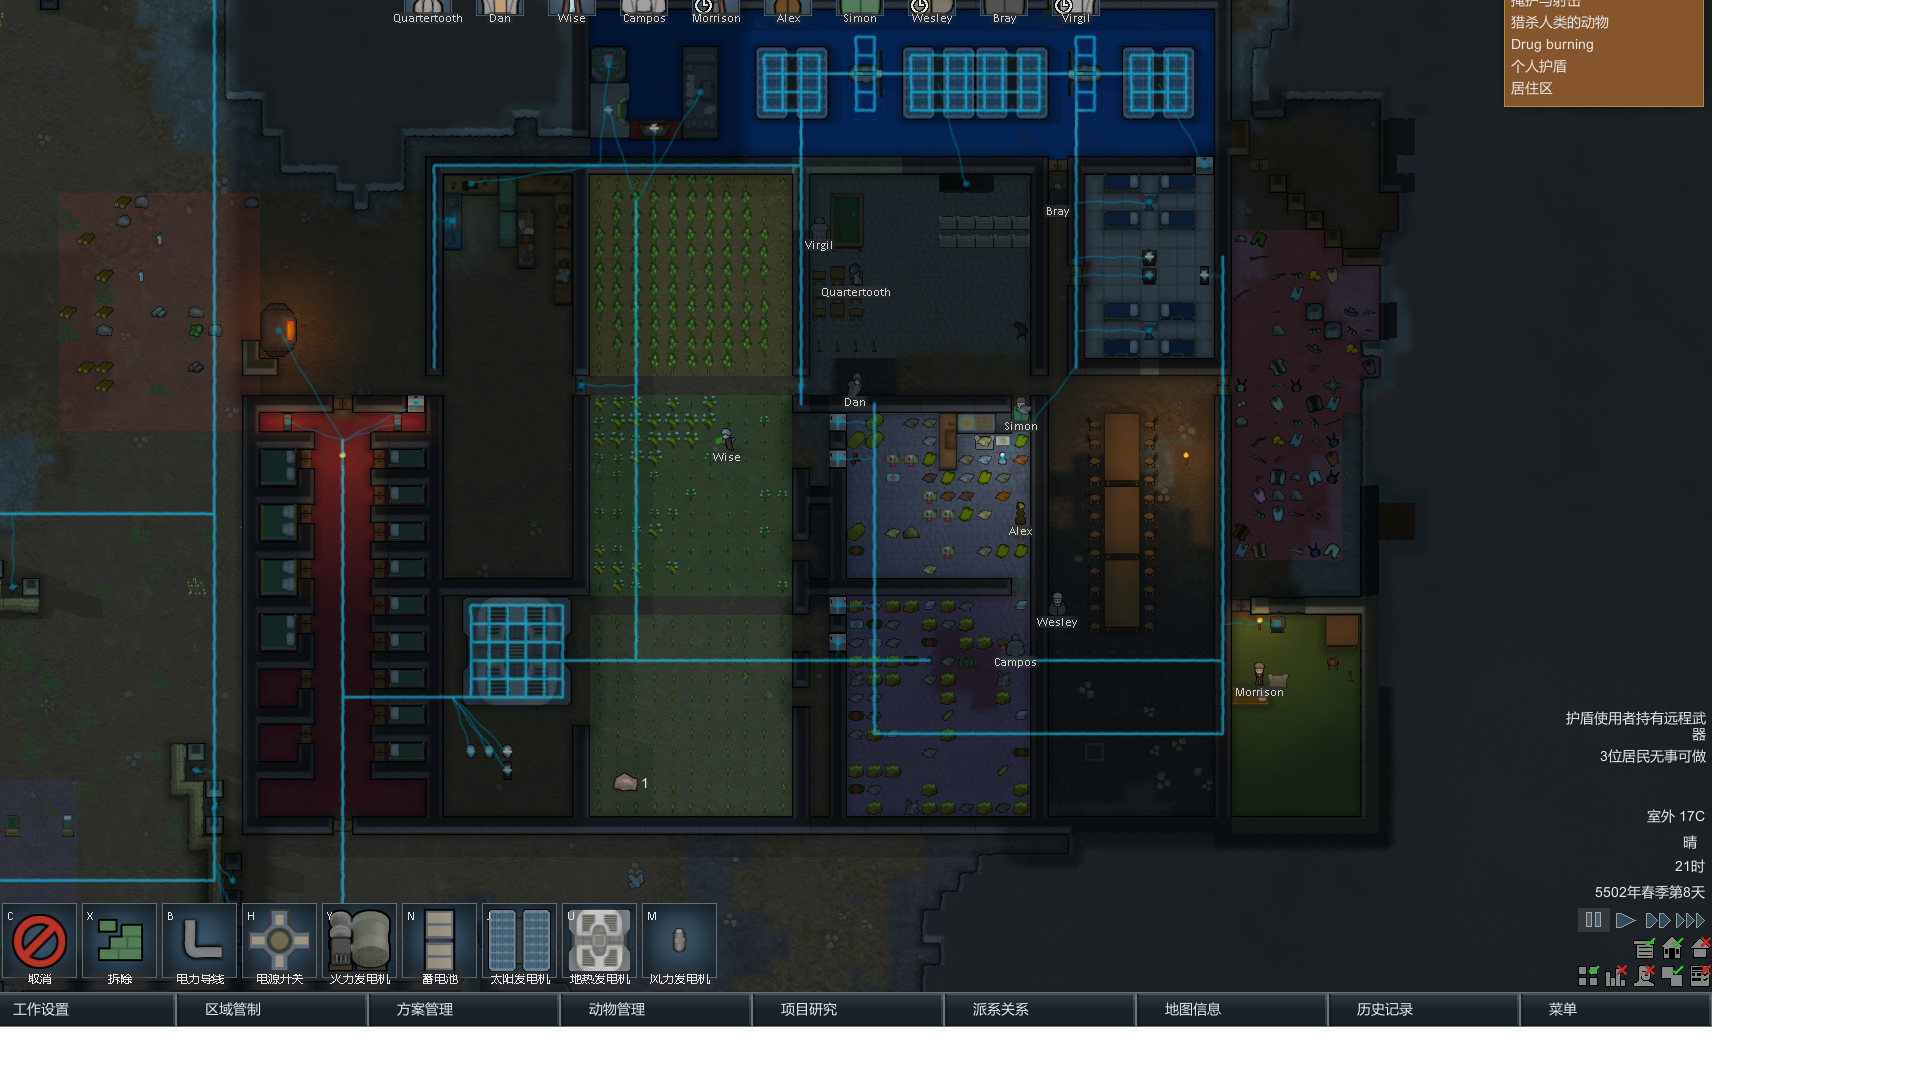 Quartertooth
Dan
Wise
Campos
Morrison
Alex
Simon
Wesley
Bray
Virgil
掩护与射击
猎杀人类的动物
Drug burning
个人护盾
居住区
Bray
Virgil
Quartertooth
Dan
Simon
Wise
Alex
Wesley
Campos
Morrison
1
护盾使用者持有远程武
器
3位居民无事可做
室外 17C
晴
21时
5502年春季第8天
C
X
B
H
Y
N
J
U
M
取消
拆除
电力导线
电源开关
火力发电机
蓄电池
太阳发电机
地热发电机
风力发电机
工作设置
区域管制
方案管理
动物管理
项目研究
派系关系
地图信息
历史记录
菜单